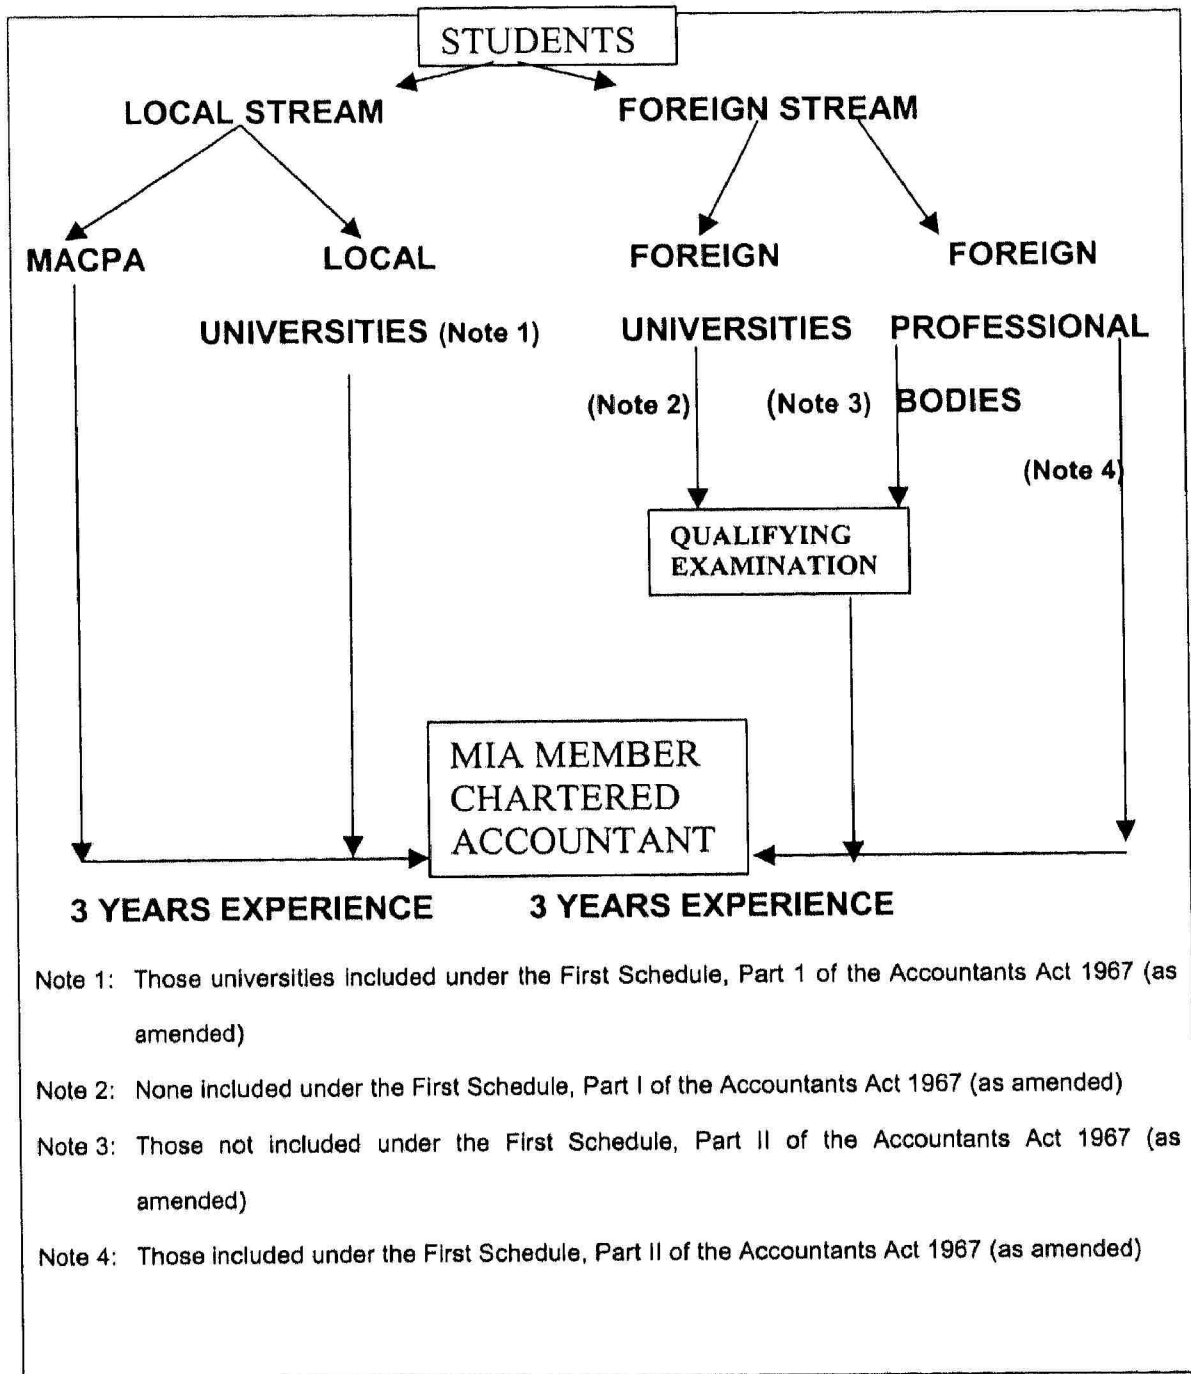 STUDENTS
LOCAL STREAM
FOREIGN STREAM
MACPA
LOCAL
UNIVERSITIES (Note 1)
FOREIGN
UNIVERSITIES
(Note 2)
FOREIGN
PROFESSIONAL
(Note 3) BODIES
(Note 4)
QUALIFYING
EXAMINATION
MIA MEMBER
CHARTERED
ACCOUNTANT
3 YEARS EXPERIENCE
3 YEARS EXPERIENCE
Note 1: Those universities included under the First Schedule, Part 1 of the Accountants Act 1967 (as
amended)
Note 2: None included under the First Schedule, Part I of the Accountants Act 1967 (as amended)
Note 3: Those not included under the First Schedule, Part II of the Accountants Act 1967 (as
amended)
Note 4: Those included under the First Schedule, Part II of the Accountants Act 1967 (as amended)